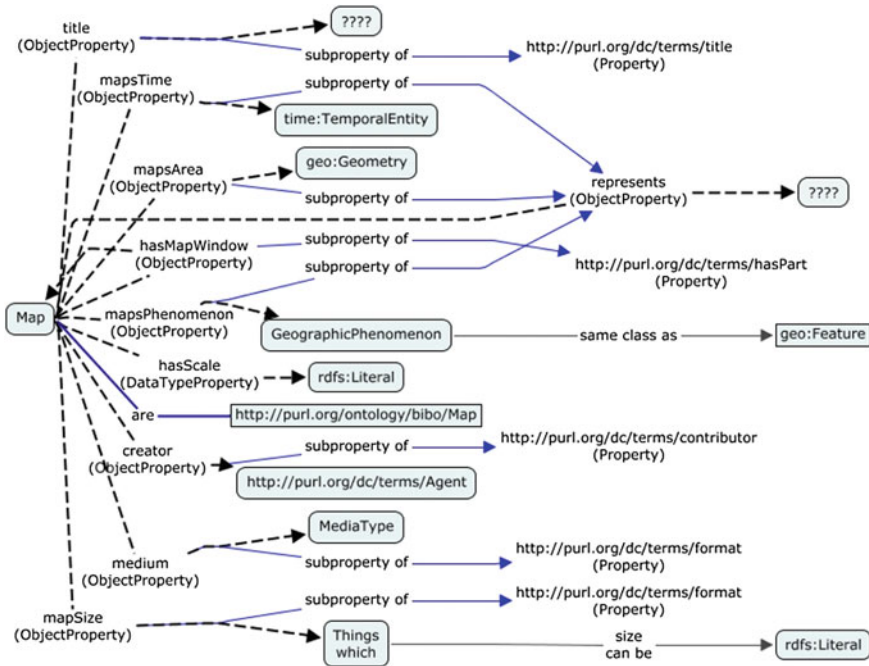 title
(ObjectProperty)
????
subproperty of
http://purl.org/dc/terms/title
(Property)
mapsTime
(ObjectProperty)
subproperty of
time:TemporalEntity
mapsArea
(ObjectProperty)
geo:Geometry
subproperty of
represents
(ObjectProperty)
????
hasMapWindow
(ObjectProperty)
subproperty of
subproperty of
http://purl.org/dc/terms/hasPart
(Property)
Map
mapsPhenomenon
(ObjectProperty)
GeographicPhenomenon
same class as
geo:Feature
hasScale
(DataTypeProperty)
rdfs:Literal
are
http://purl.org/ontology/bibo/Map
creator
(ObjectProperty)
subproperty of
http://purl.org/dc/terms/contributor
(Property)
http://purl.org/dc/terms/Agent
MediaType
medium
(ObjectProperty)
subproperty of
http://purl.org/dc/terms/format
(Property)
mapSize
(ObjectProperty)
subproperty of
http://purl.org/dc/terms/format
(Property)
Things
which
size
can be
rdfs:Literal